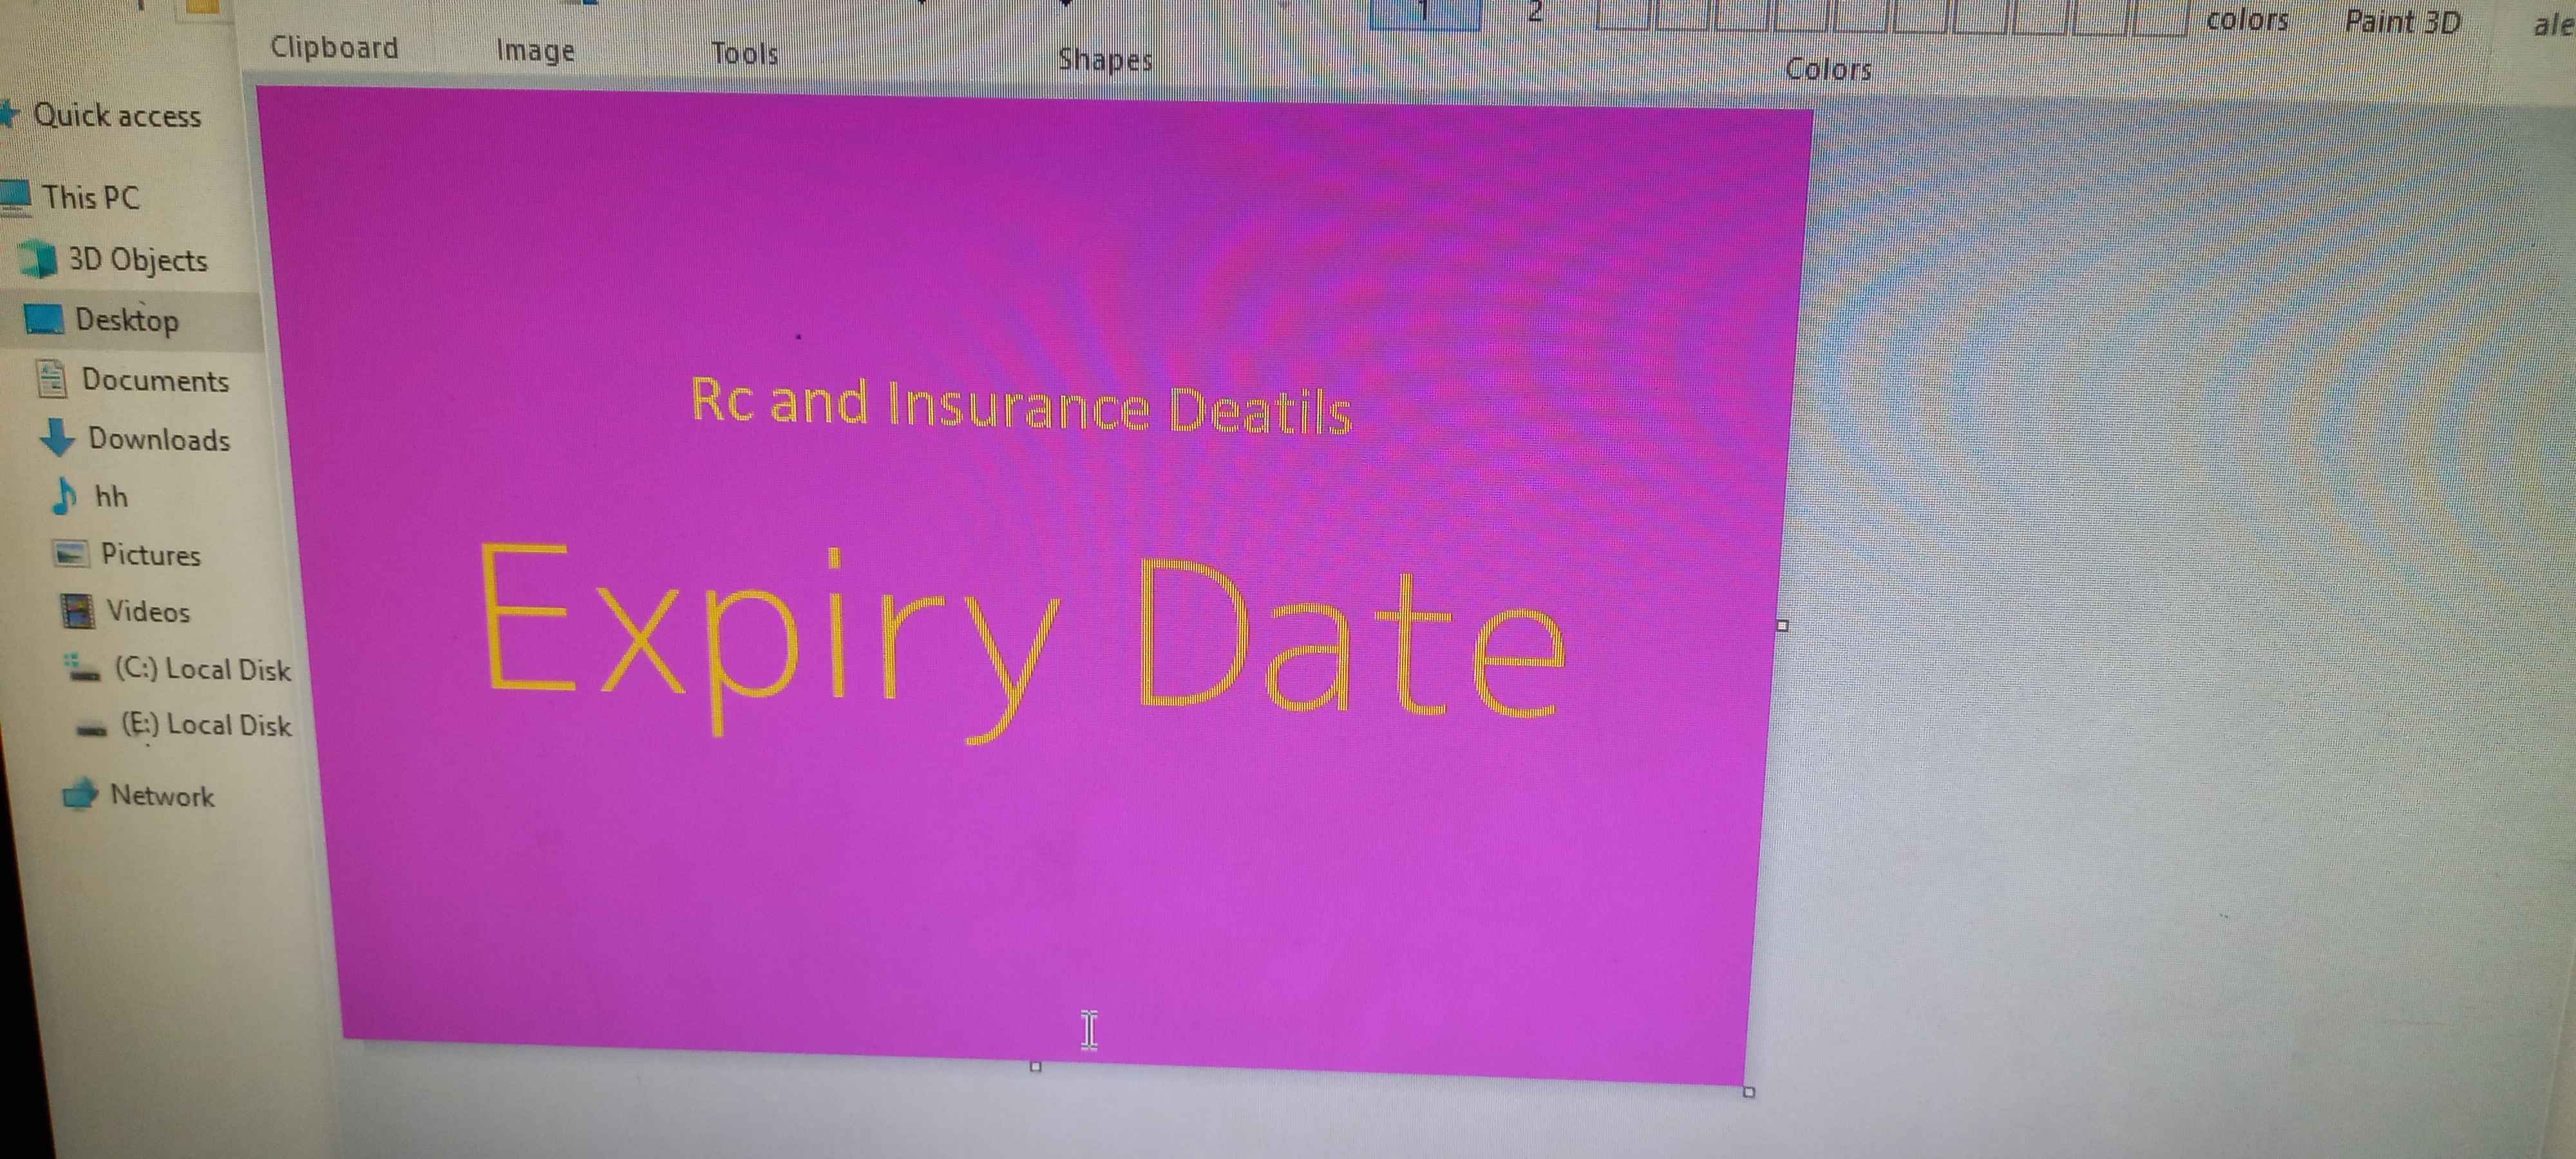 Clipboard
Image
Tools
Shapes
1
2
colors
Paint 3D
Colors
Quick access
This PC
3D Objects
Desktop
Documents
Downloads
hh
Pictures
Videos
(C:) Local Disk
(E:) Local Disk
Network
Rc and Insurance Deatils
Expiry Date